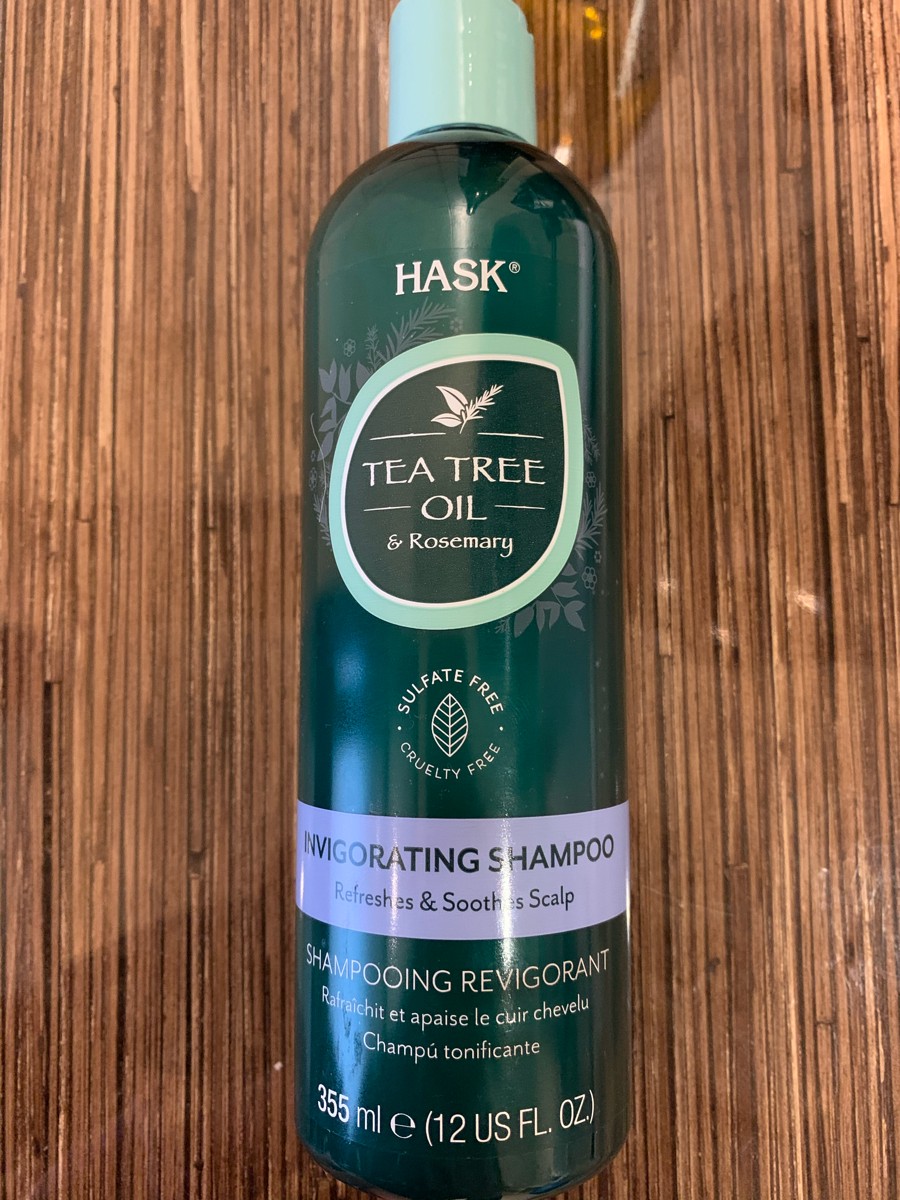 HASK®
TEA TREE
OIL
& Rosemary
SULFATE FREE
CRUELTY FREE
INVIGORATING SHAMPOO
Refreshes & Soothes Scalp
SHAMPOOING REVIGORANT
Rafraîchit et apaise le cuir chevelu
Champú tonificante
355 ml ℮ (12 US FL. OZ.)